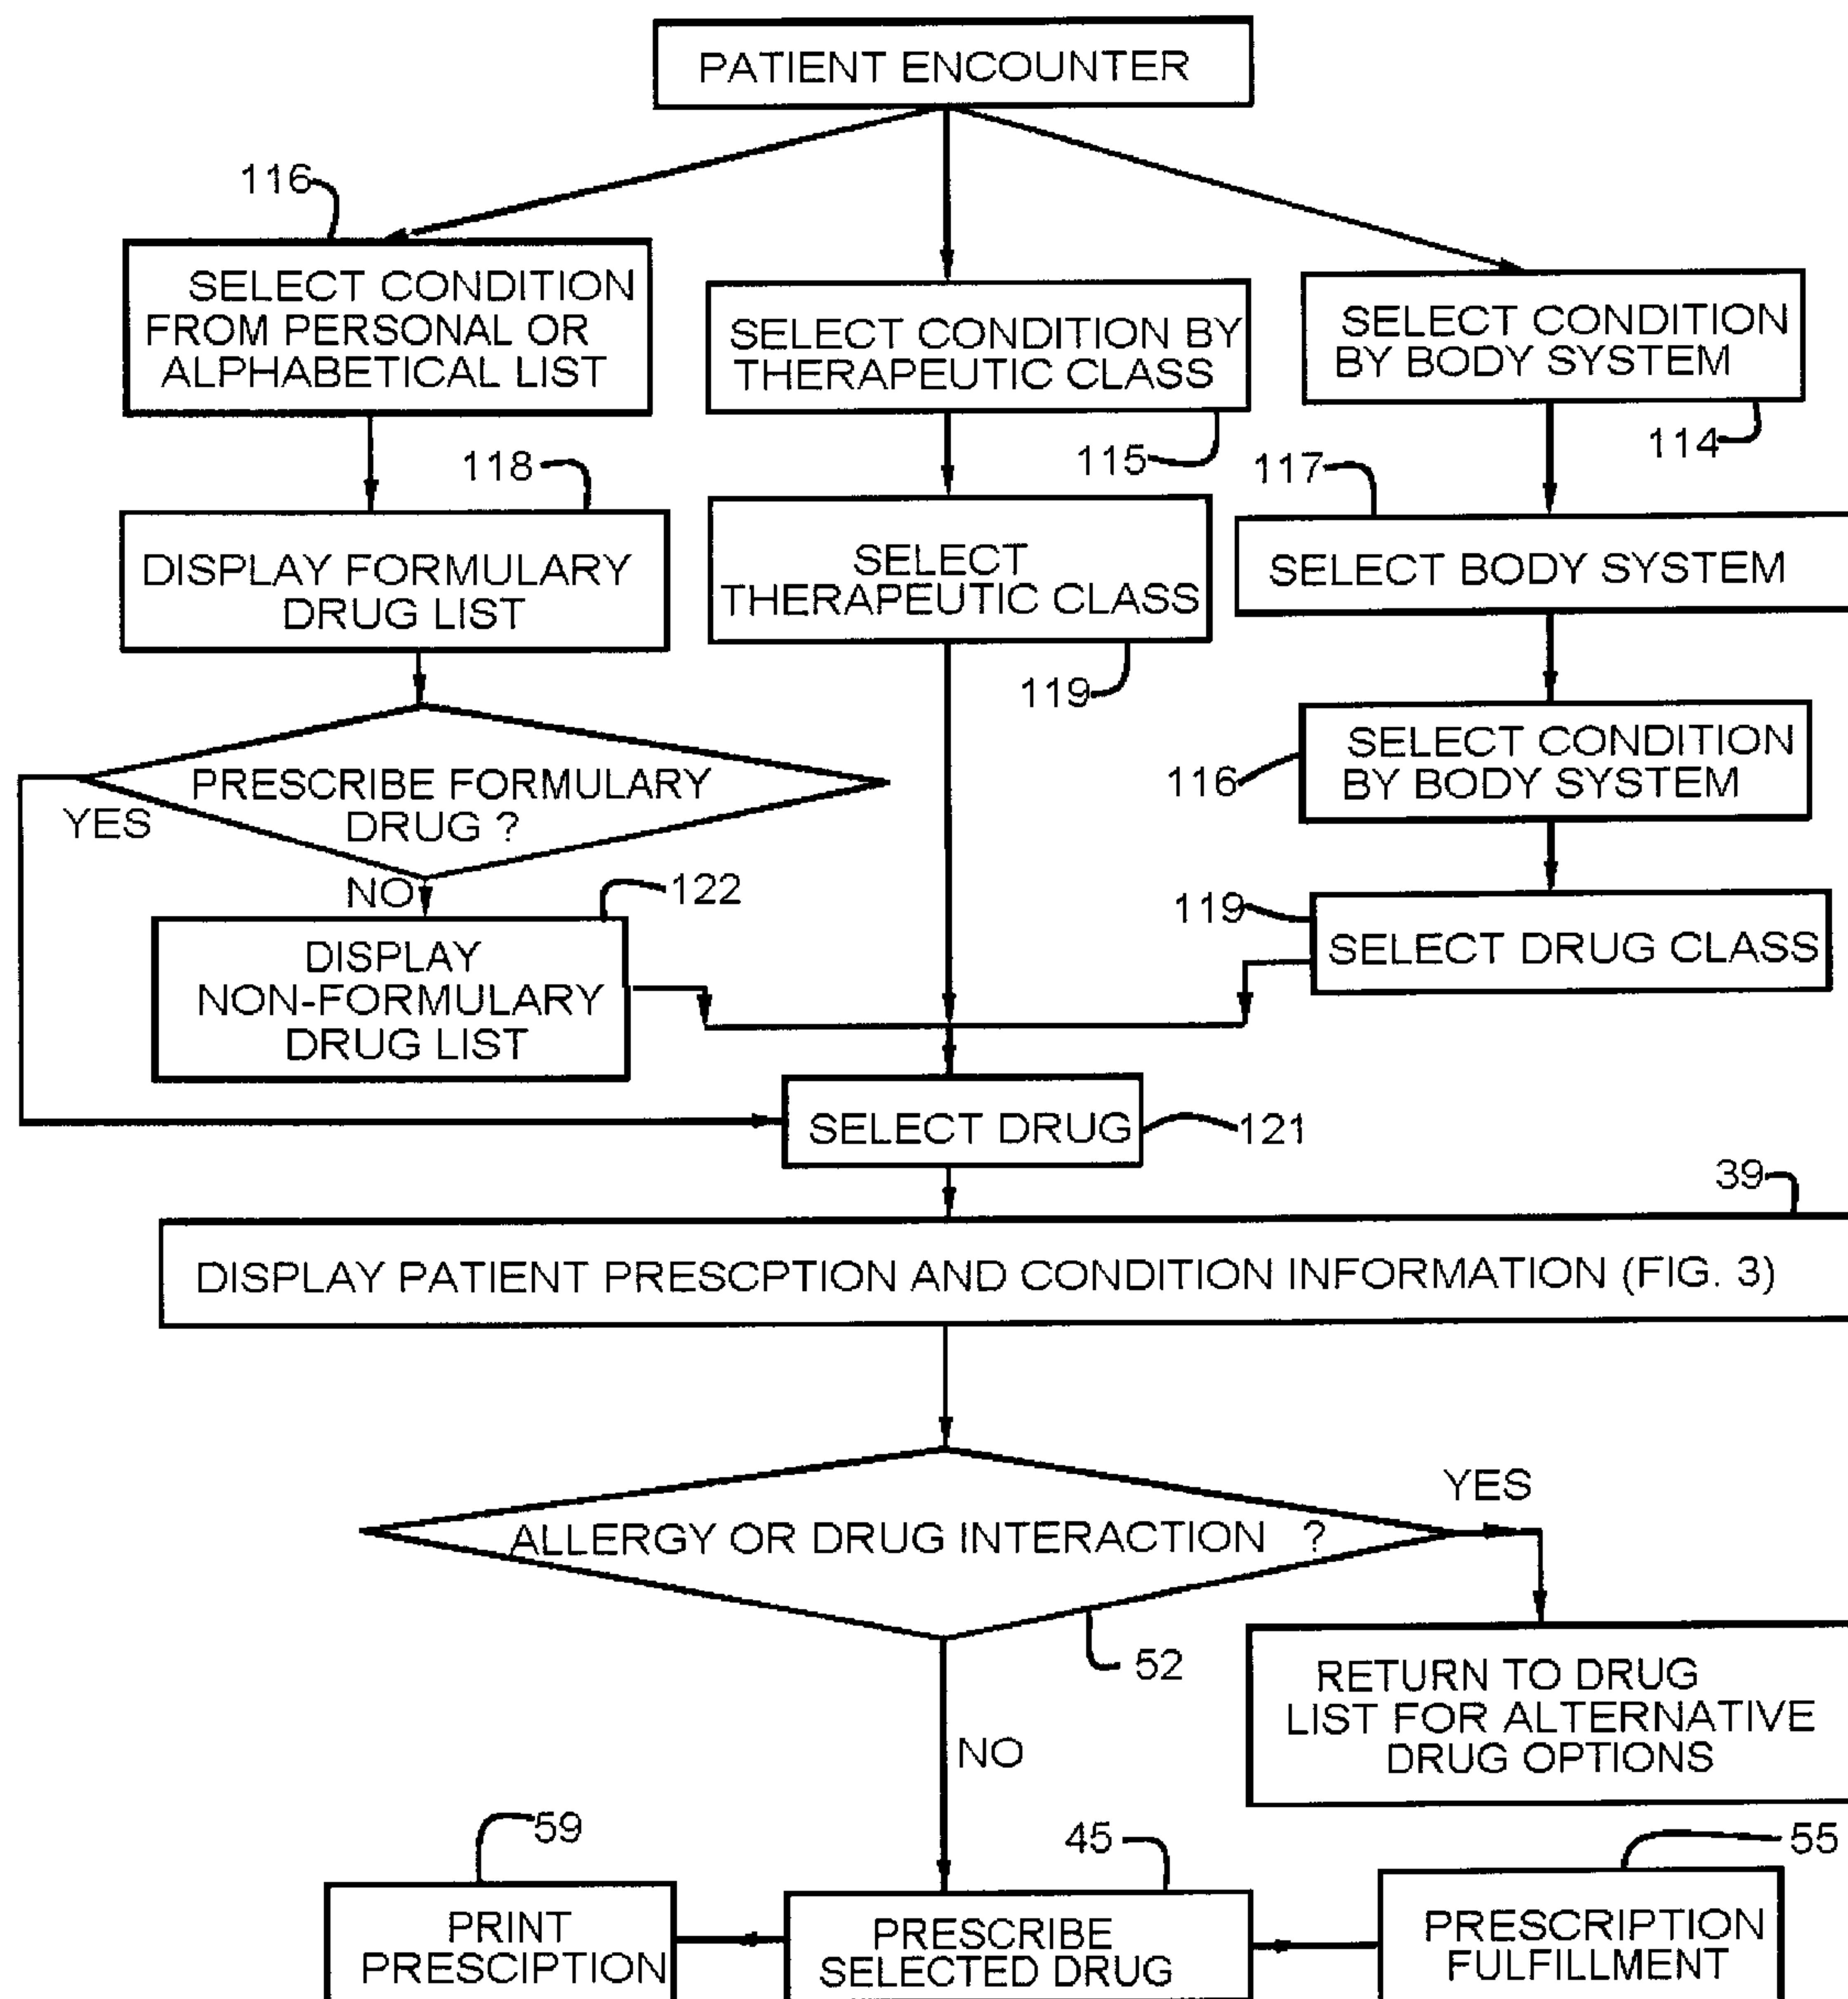 PATIENT ENCOUNTER
116
SELECT CONDITION
FROM PERSONAL OR
ALPHABETICAL LIST
SELECT CONDITION BY
THERAPEUTIC CLASS
115
SELECT CONDITION
BY BODY SYSTEM
114
118
DISPLAY FORMULARY
DRUG LIST
SELECT
THERAPEUTIC CLASS
119
117
SELECT BODY SYSTEM
PRESCRIBE FORMULARY
DRUG ?
YES
NO
116
SELECT CONDITION
BY BODY SYSTEM
122
DISPLAY
NON-FORMULARY
DRUG LIST
119
SELECT DRUG CLASS
SELECT DRUG
121
39
DISPLAY PATIENT PRESCPTION AND CONDITION INFORMATION (FIG. 3)
ALLERGY OR DRUG INTERACTION ?
YES
52
RETURN TO DRUG
LIST FOR ALTERNATIVE
DRUG OPTIONS
NO
59
PRINT
PRESCIPTION
45
PRESCRIBE
SELECTED DRUG
55
PRESCRIPTION
FULFILLMENT